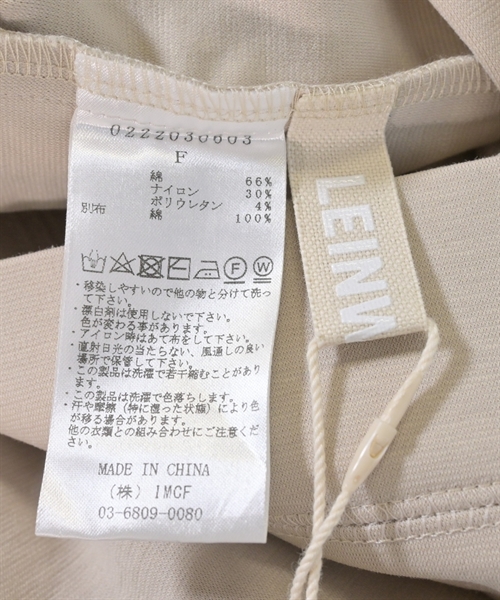 0222030603
F
綿 66%
ナイロン 30%
ポリウレタン 4%
別布 綿 100%
・移染しやすいので他の物と分けて洗っ
て下さい。
・漂白剤は使用しないで下さい。
色が変わる事があります。
・アイロン時はあて布をして下さい。
・直射日光の当たらない、風通しの良い
場所で保管して下さい。
・この製品は洗濯で若干縮むことがあり
ます。
・この製品は洗濯で色落ちします。
・汗や摩擦（特に湿った状態）により色
が移る場合があります。
他の衣類との組み合わせにご注意くだ
さい。
MADE IN CHINA
(株) IMCF
03-6809-0080
LEINW